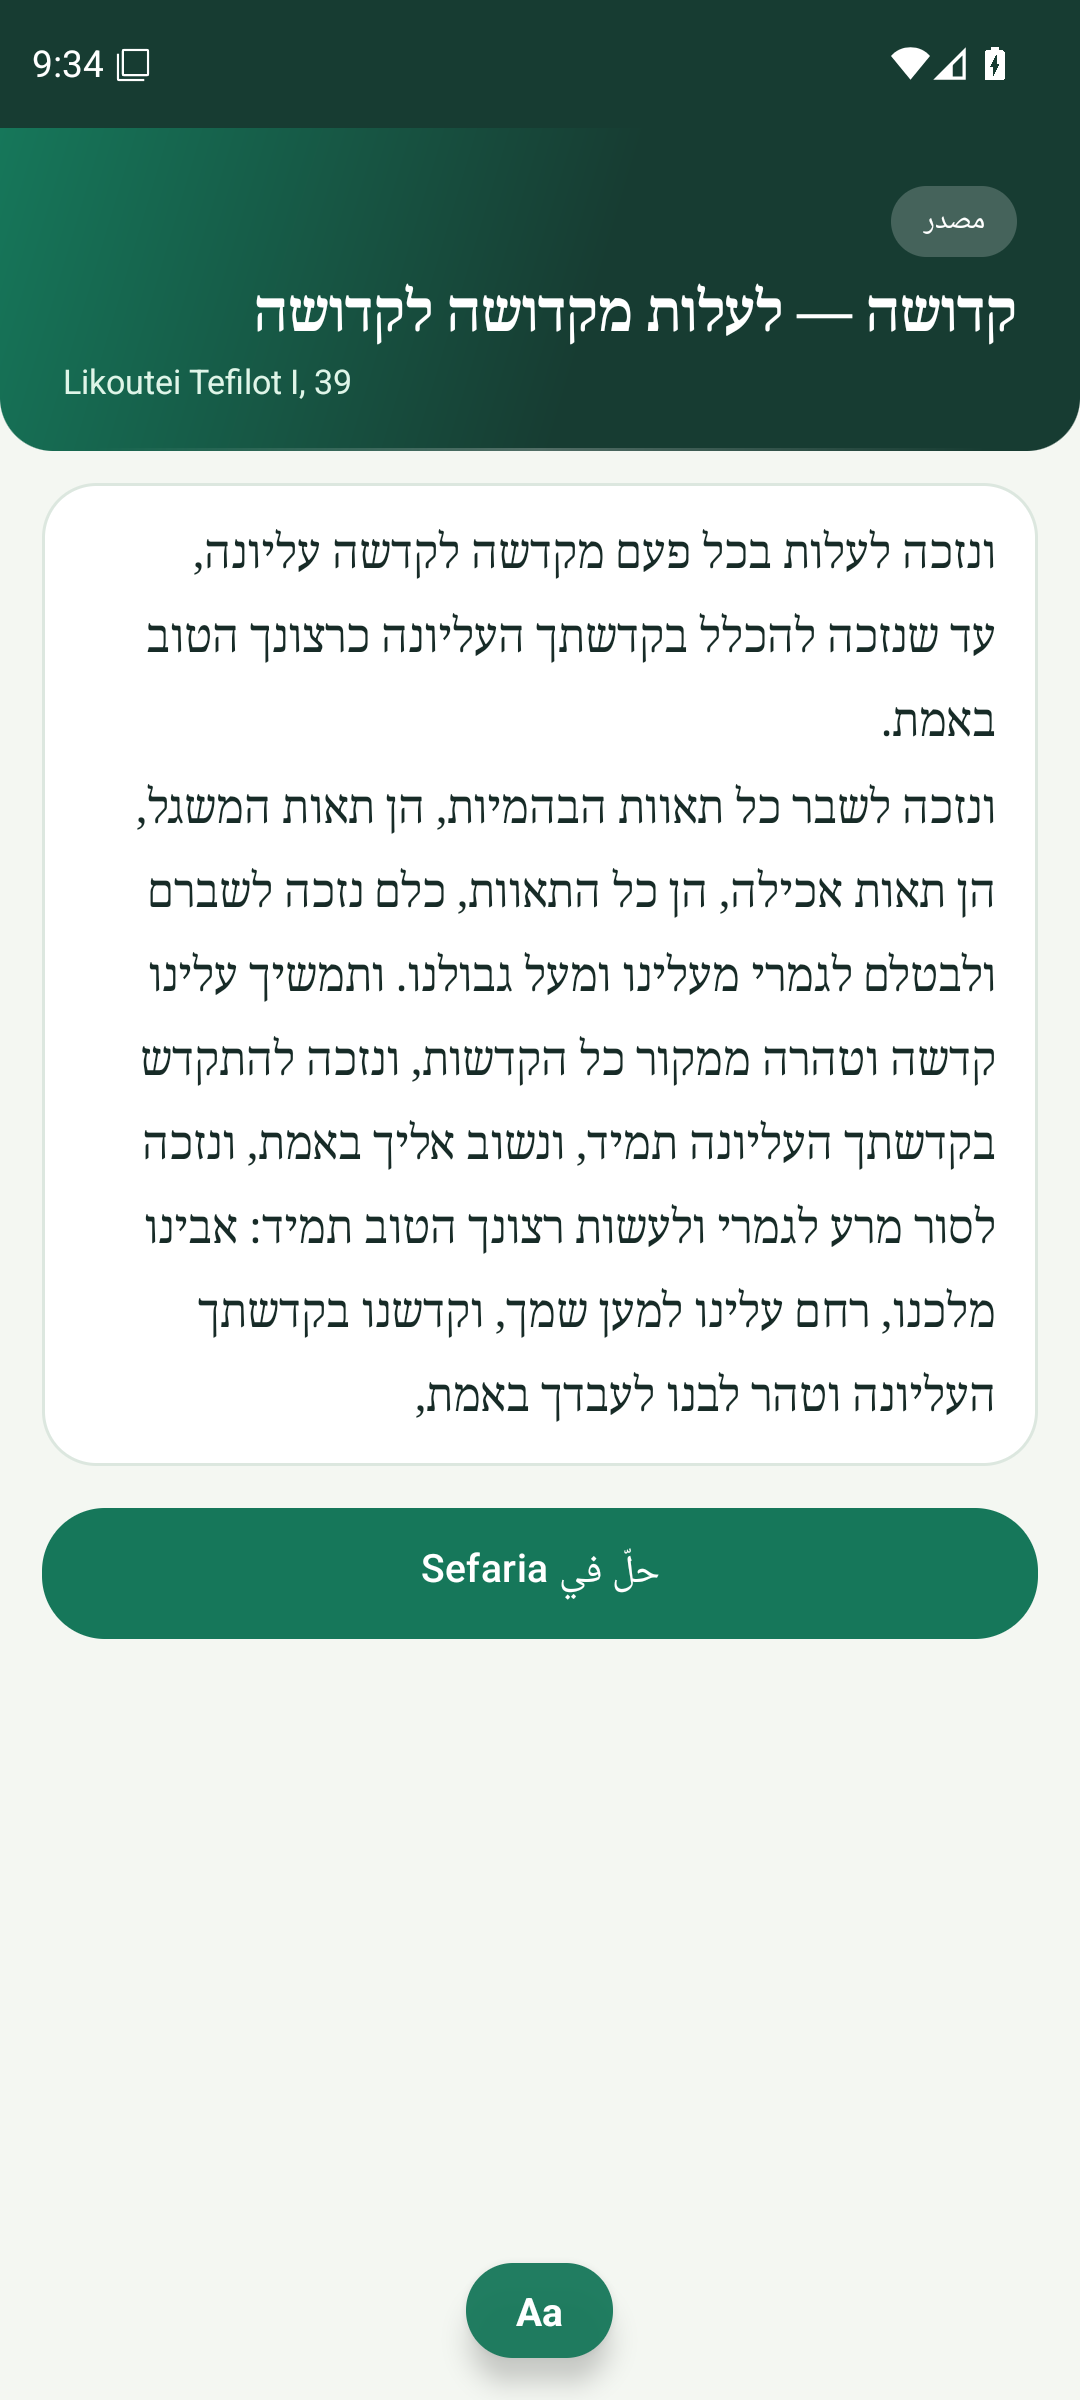 9:34
مصدر
קדושה — לעלות מקדושה לקדושה
Likoutei Tefilot I, 39
ונזכה לעלות בכל פעם מקדשה לקדשה עליונה,
עד שנזכה להכלל בקדשתך העליונה כרצונך הטוב
באמת.
ונזכה לשבר כל תאוות הבהמיות, הן תאות המשגל,
הן תאות אכילה, הן כל התאוות, כלם נזכה לשברם
ולבטלם לגמרי מעלינו ומעל גבולנו. ותמשיך עלינו
קדשה וטהרה ממקור כל הקדשות, ונזכה להתקדש
בקדשתך העליונה תמיד, ונשוב אליך באמת, ונזכה
לסור מרע לגמרי ולעשות רצונך הטוב תמיד: אבינו
מלכנו, רחם עלינו למען שמך, וקדשנו בקדשתך
העליונה וטהר לבנו לעבדך באמת,
حلّ في Sefaria
Aa